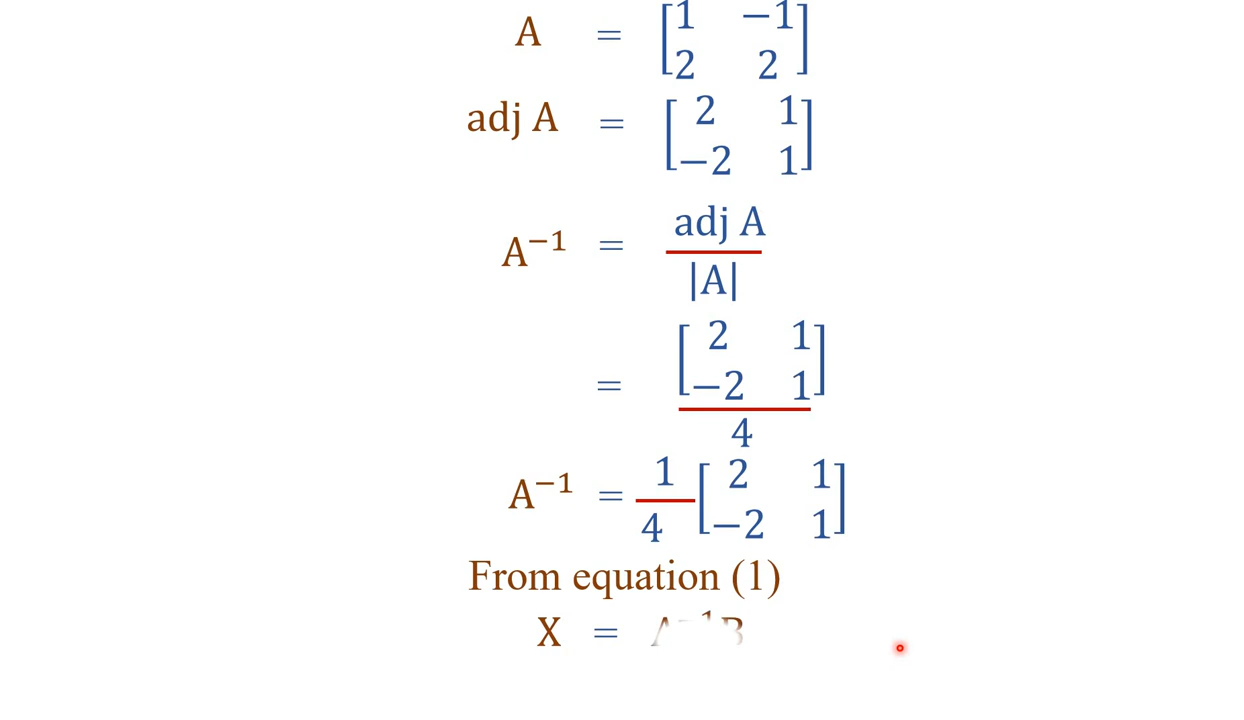 A = [1 −1
2 2]
adj A = [2 1
−2 1]
A⁻¹ = adj A
|A|
= [2 1
−2 1]
4
A⁻¹ = 1/4 [2 1
−2 1]
From equation (1)
X =